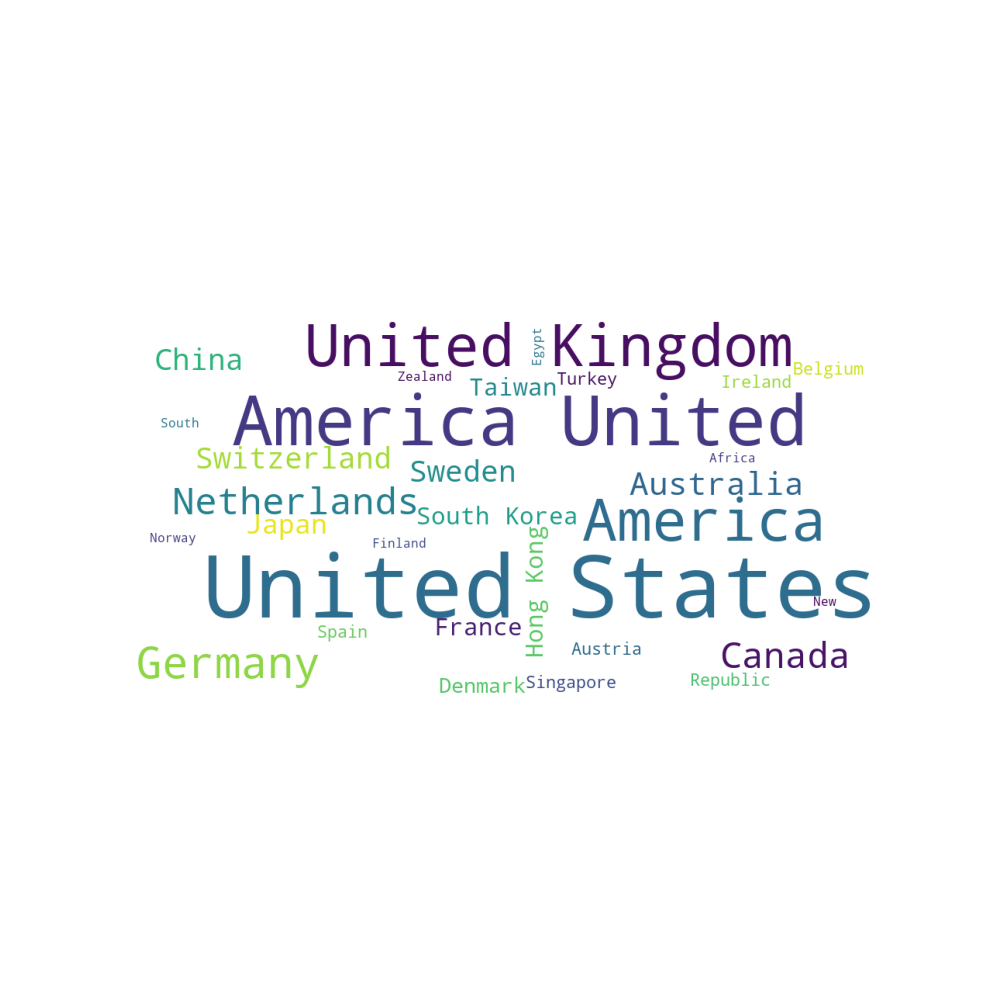 United Kingdom
Egypt
China
Belgium
Zealand
Taiwan
Turkey
Ireland
America United
South
Switzerland
Africa
Sweden
Australia
Netherlands
South Korea
America
Japan
Norway
Finland
Hong Kong
United States
New
France
Spain
Austria
Canada
Germany
Denmark
Singapore
Republic